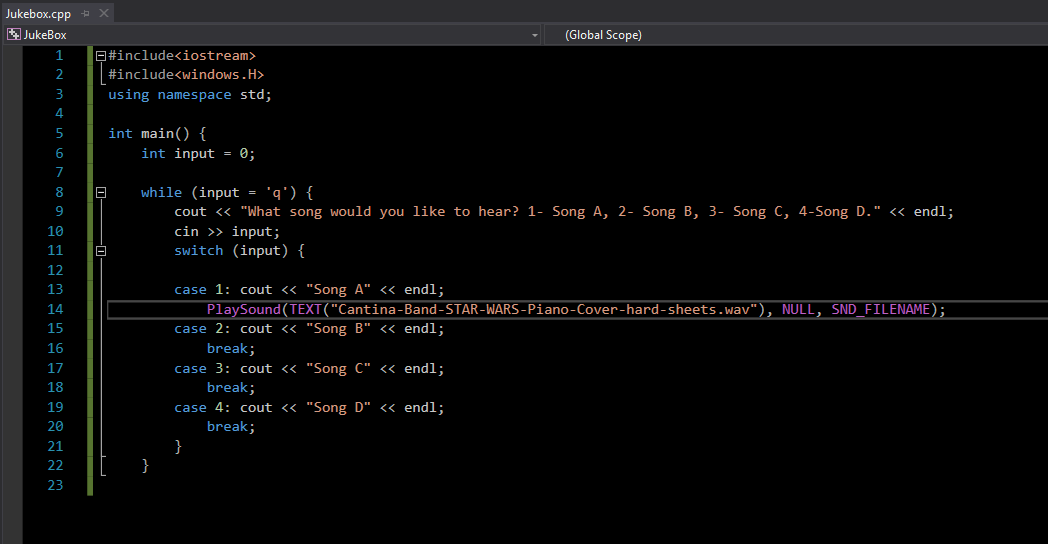 Jukebox.cpp
JukeBox (Global Scope)
1 #include<iostream>
2 #include<windows.H>
3 using namespace std;
4
5 int main() {
6     int input = 0;
7
8     while (input = 'q') {
9         cout << "What song would you like to hear? 1- Song A, 2- Song B, 3- Song C, 4-Song D." << endl;
10         cin >> input;
11         switch (input) {
12
13         case 1: cout << "Song A" << endl;
14             PlaySound(TEXT("Cantina-Band-STAR-WARS-Piano-Cover-hard-sheets.wav"), NULL, SND_FILENAME);
15         case 2: cout << "Song B" << endl;
16             break;
17         case 3: cout << "Song C" << endl;
18             break;
19         case 4: cout << "Song D" << endl;
20             break;
21         }
22     }
23